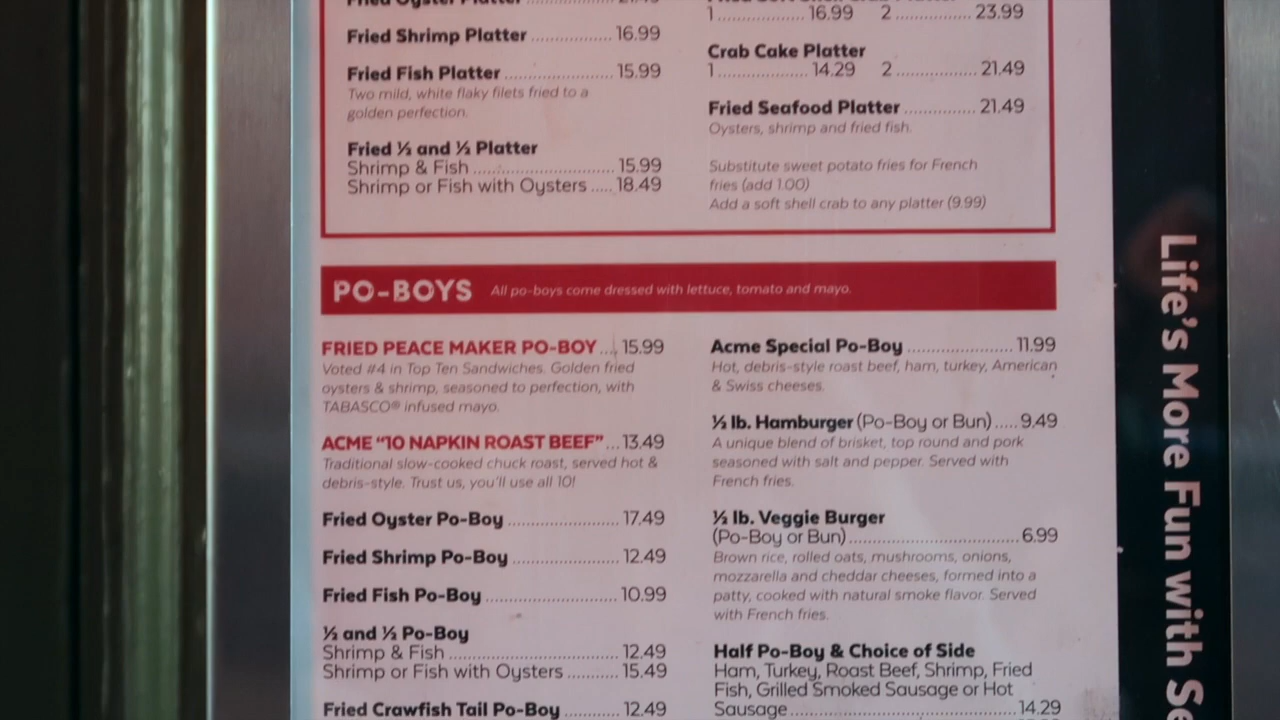 Fried Oyster Platter
Fried Shrimp Platter ................ 16.99
Fried Fish Platter ..................... 15.99
Two mild, white flaky filets fried to a
golden perfection.
Fried ½ and ½ Platter
Shrimp & Fish ........................... 15.99
Shrimp or Fish with Oysters ..... 18.49
1 ..................... 16.99 2 .................. 23.99
Crab Cake Platter
1 ..................... 14.29 2 ................... 21.49
Fried Seafood Platter .............. 21.49
Oysters, shrimp and fried fish.
Substitute sweet potato fries for French
fries (add 1.00)
Add a soft shell crab to any platter (9.99)
PO-BOYS All po-boys come dressed with lettuce, tomato and mayo.
FRIED PEACE MAKER PO-BOY .... 15.99
Voted #4 in Top Ten Sandwiches. Golden fried
oysters & shrimp, seasoned to perfection, with
TABASCO® infused mayo.
ACME “10 NAPKIN ROAST BEEF” ... 13.49
Traditional slow-cooked chuck roast, served hot &
debris-style. Trust us, you'll use all 10!
Fried Oyster Po-Boy ..................... 17.49
Fried Shrimp Po-Boy .................... 12.49
Fried Fish Po-Boy ......................... 10.99
½ and ½ Po-Boy
Shrimp & Fish ................................ 12.49
Shrimp or Fish with Oysters .......... 15.49
Fried Crawfish Tail Po-Boy .......... 12.49
Acme Special Po-Boy ..................... 11.99
Hot, debris-style roast beef, ham, turkey, American
& Swiss cheeses.
½ lb. Hamburger (Po-Boy or Bun) ..... 9.49
A unique blend of brisket, top round and pork
seasoned with salt and pepper. Served with
French fries.
½ lb. Veggie Burger
(Po-Boy or Bun) ................................. 6.99
Brown rice, rolled oats, mushrooms, onions,
mozzarella and cheddar cheeses, formed into a
patty, cooked with natural smoke flavor. Served
with French fries.
Half Po-Boy & Choice of Side
Ham, Turkey, Roast Beef, Shrimp, Fried
Fish, Grilled Smoked Sausage or Hot
Sausage ............................................ 14.29
Life's More Fun with Se